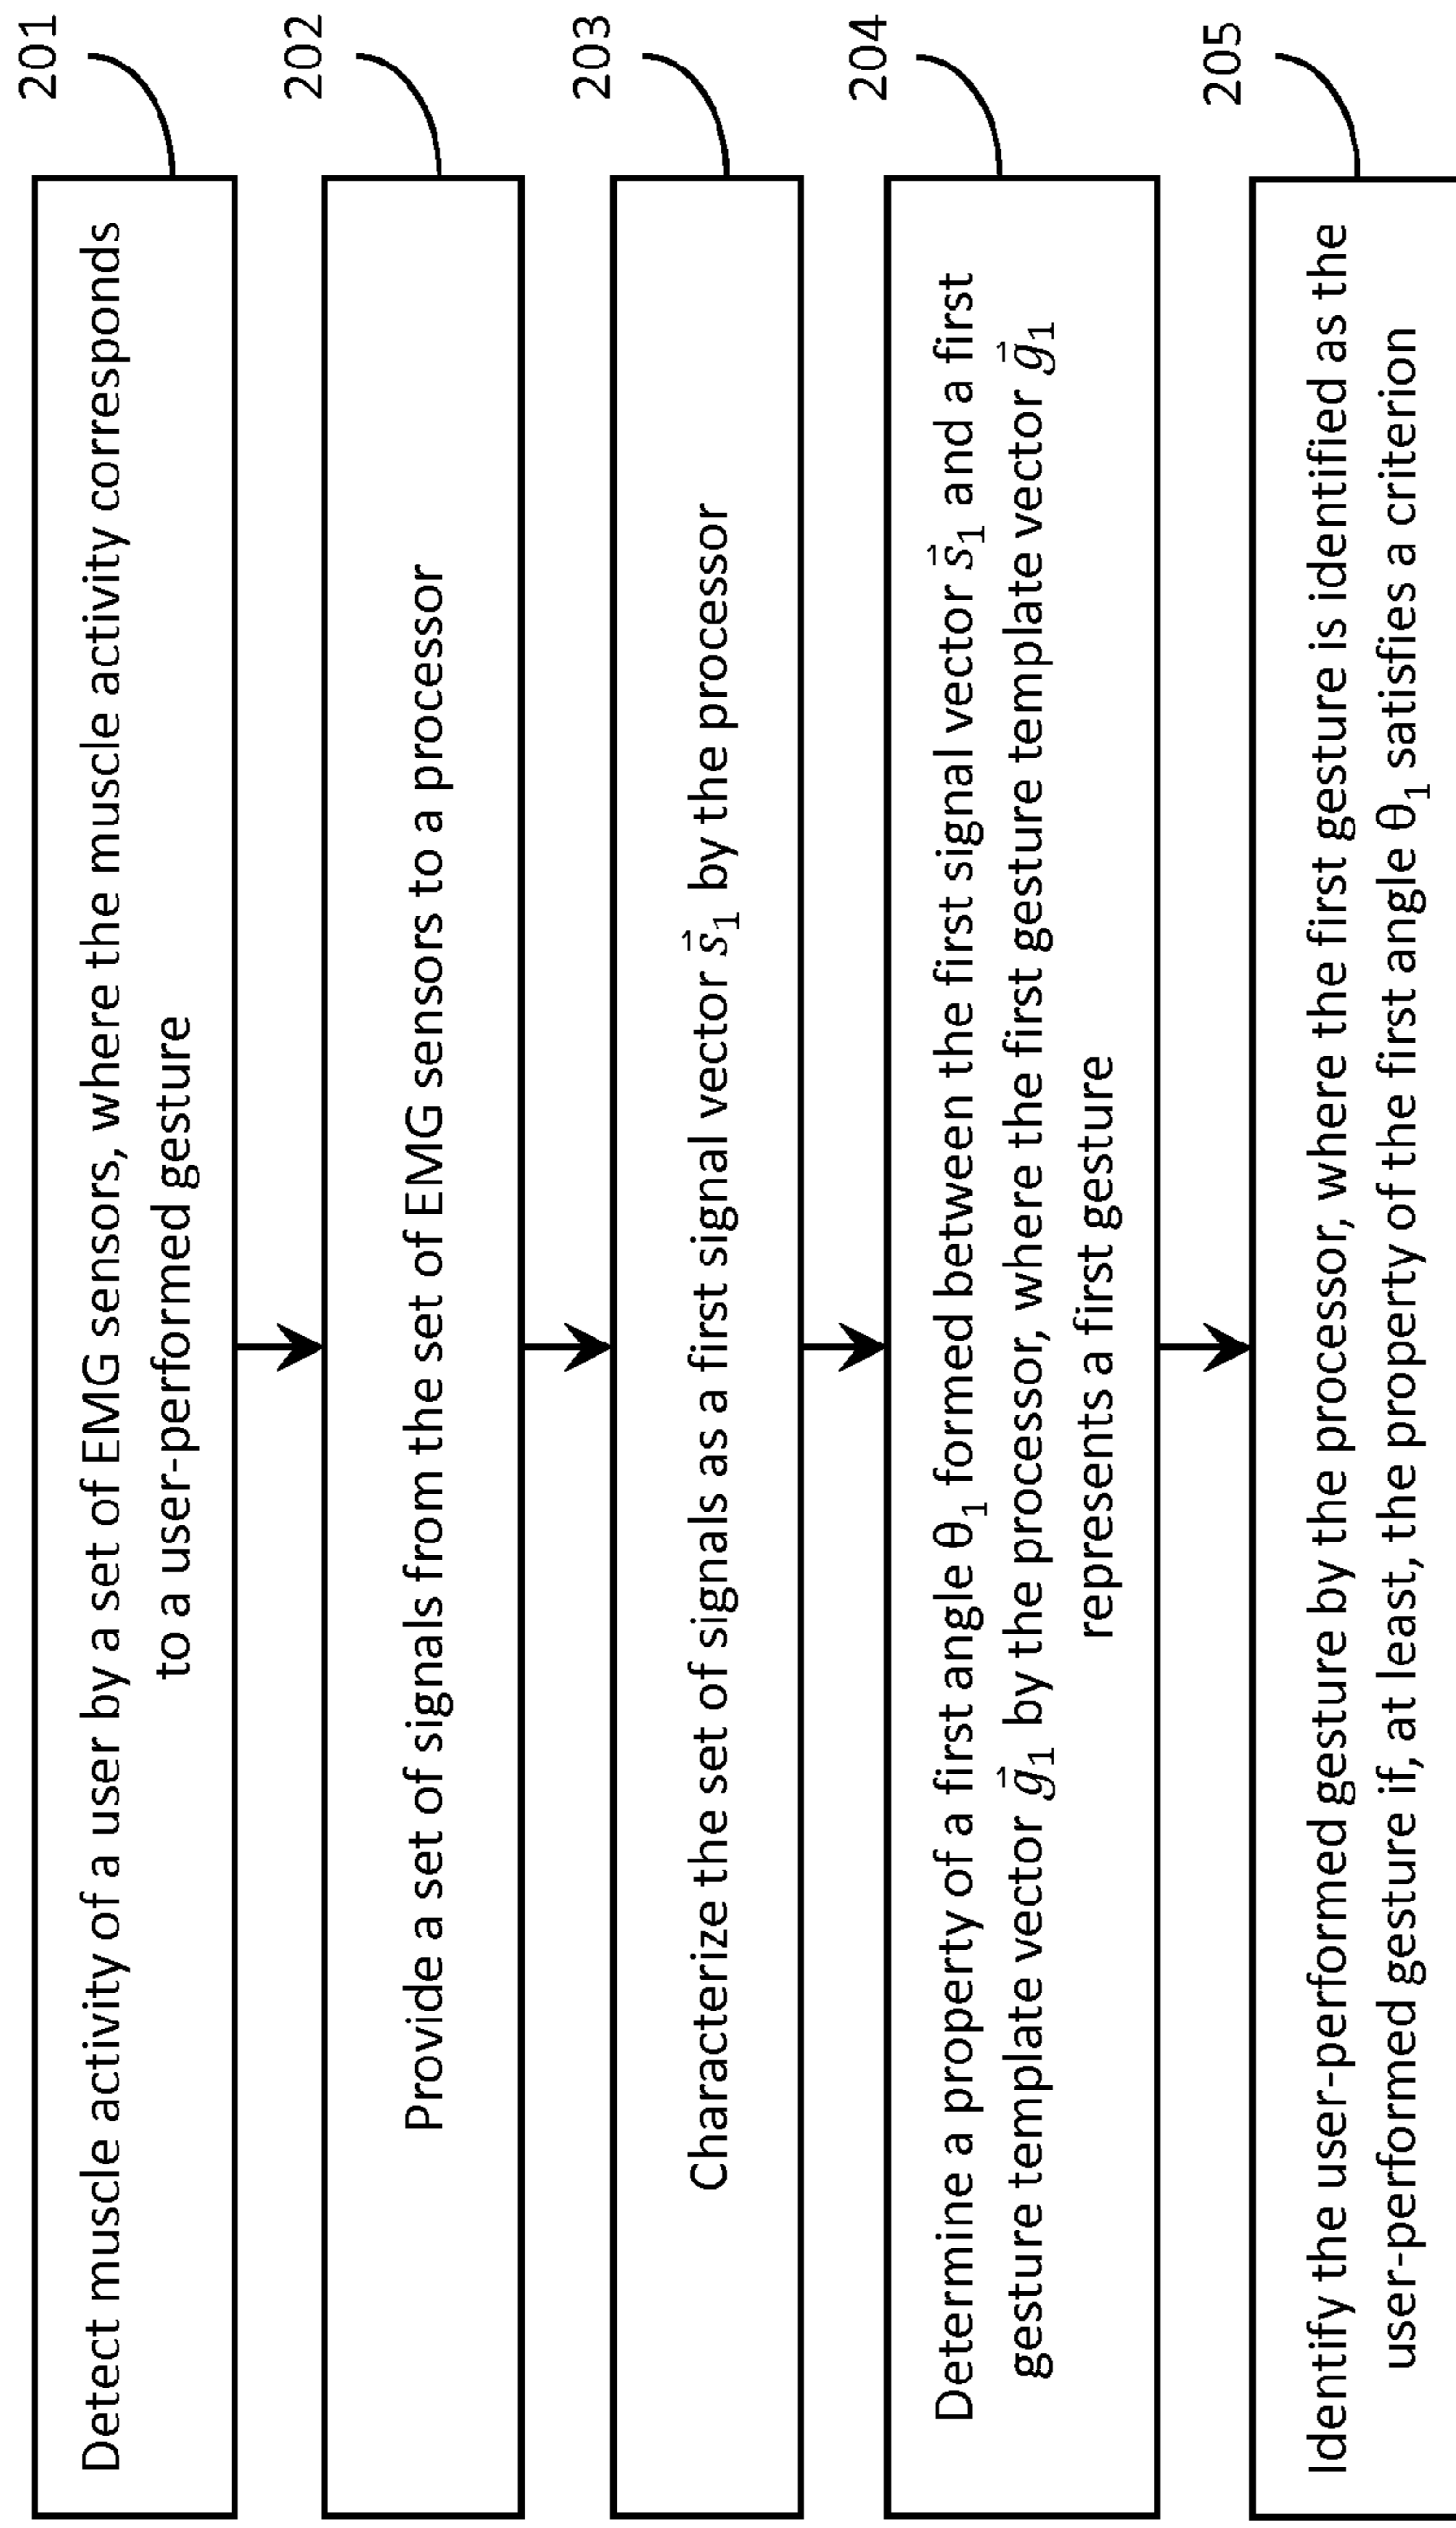 201
Detect muscle activity of a user by a set of EMG sensors, where the muscle activity corresponds
to a user-performed gesture
202
Provide a set of signals from the set of EMG sensors to a processor
203
Characterize the set of signals as a first signal vector s⃗₁ by the processor
204
Determine a property of a first angle θ₁ formed between the first signal vector s⃗₁ and a first
gesture template vector g⃗₁ by the processor, where the first gesture template vector g⃗₁
represents a first gesture
205
Identify the user-performed gesture by the processor, where the first gesture is identified as the
user-performed gesture if, at least, the property of the first angle θ₁ satisfies a criterion